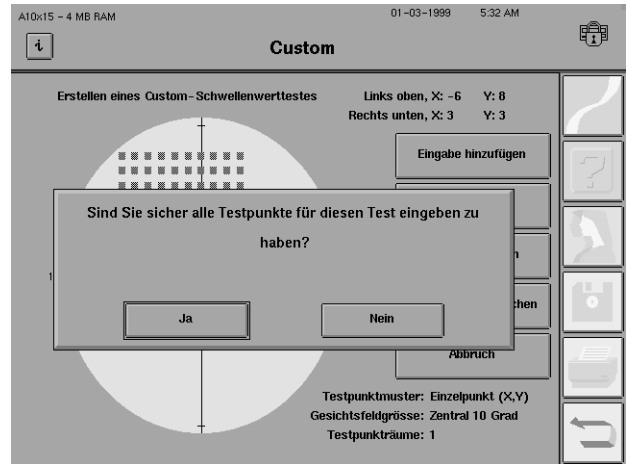 A10x15 - 4 MB RAM
01-03-1999 5:32 AM
i
Custom
Erstellen eines Custom-Schwellenwerttestes
Links oben, X: -6 Y: 8
Rechts unten, X: 3 Y: 3
Eingabe hinzufügen
Sind Sie sicher alle Testpunkte für diesen Test eingeben zu
haben?
1
Ja
Nein
Abbruch
Testpunktmuster: Einzelpunkt (X,Y)
Gesichtsfeldgrösse: Zentral 10 Grad
Testpunkträume: 1